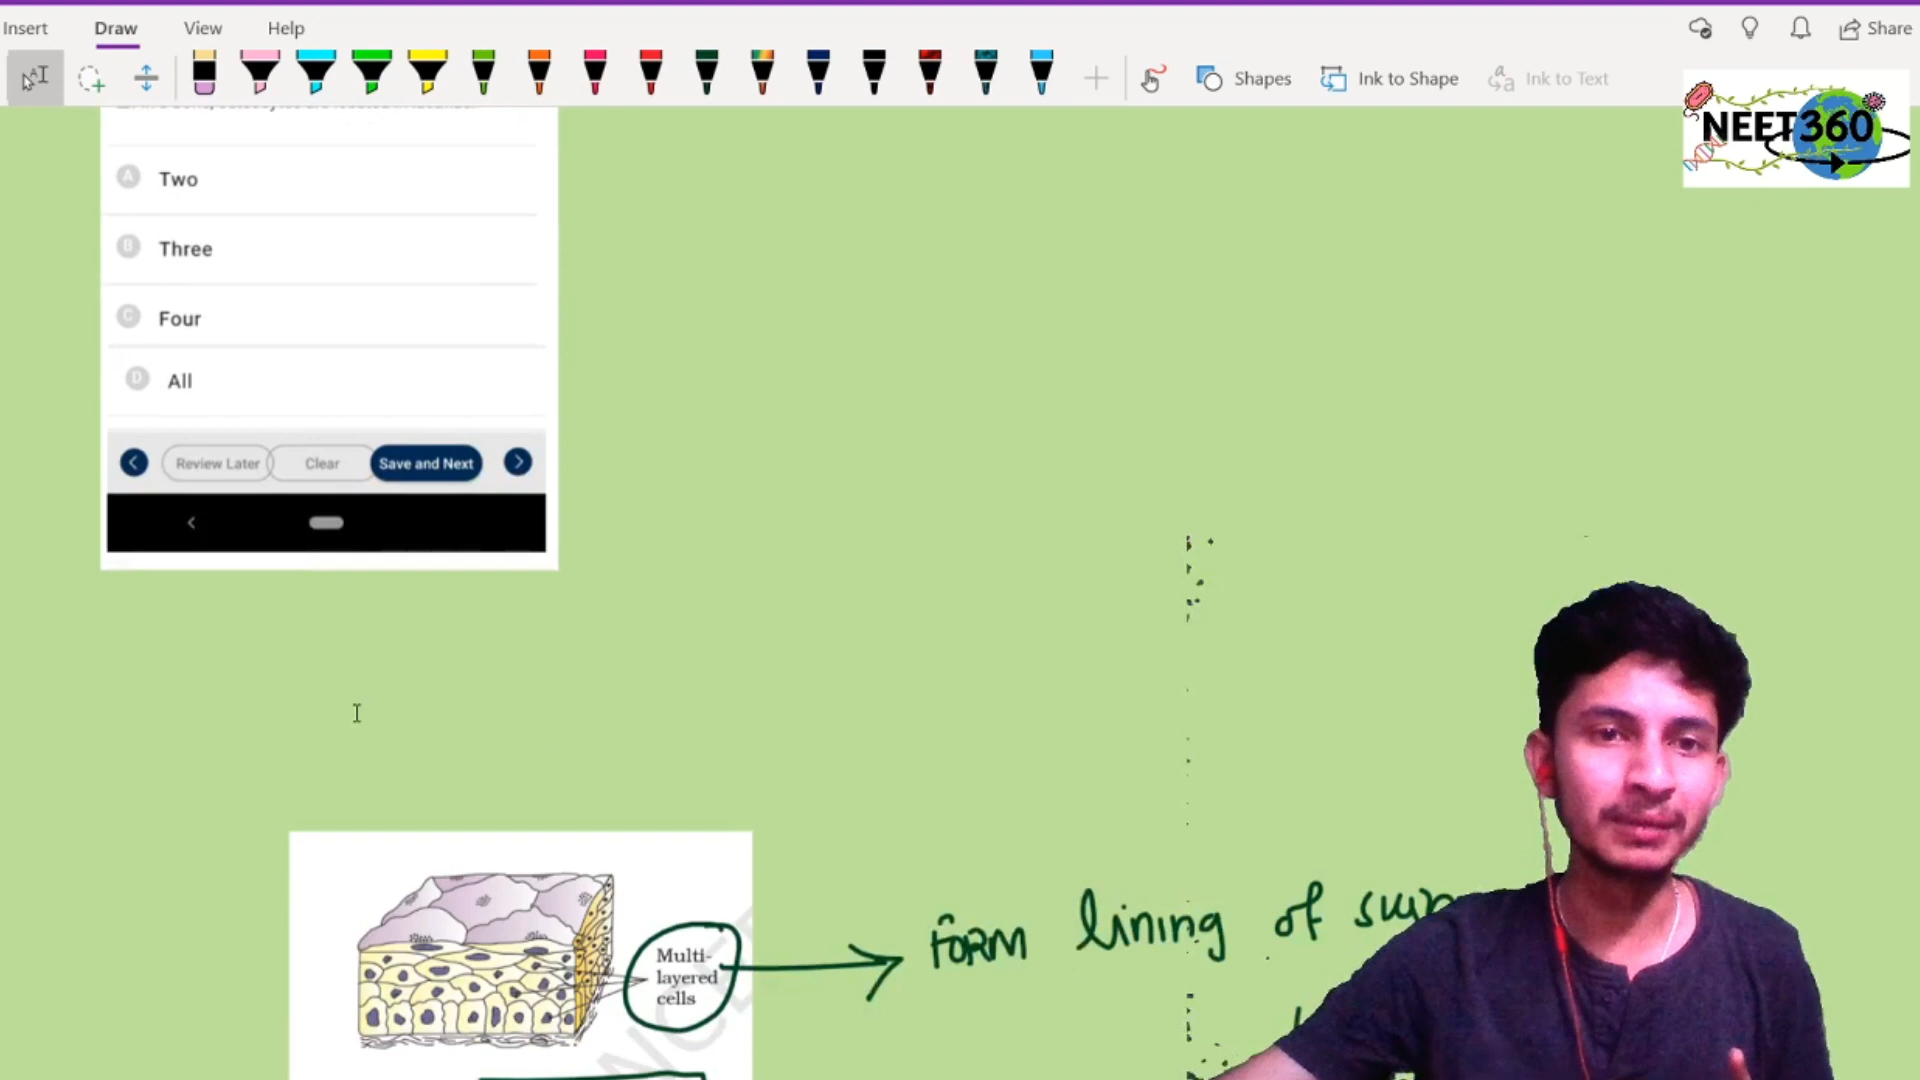 Insert Draw View Help
Share
Shapes Ink to Shape Ink to Text
NEET360
A Two
B Three
C Four
D All
Review Later Clear Save and Next
Multi-
layered
cells
Form lining of